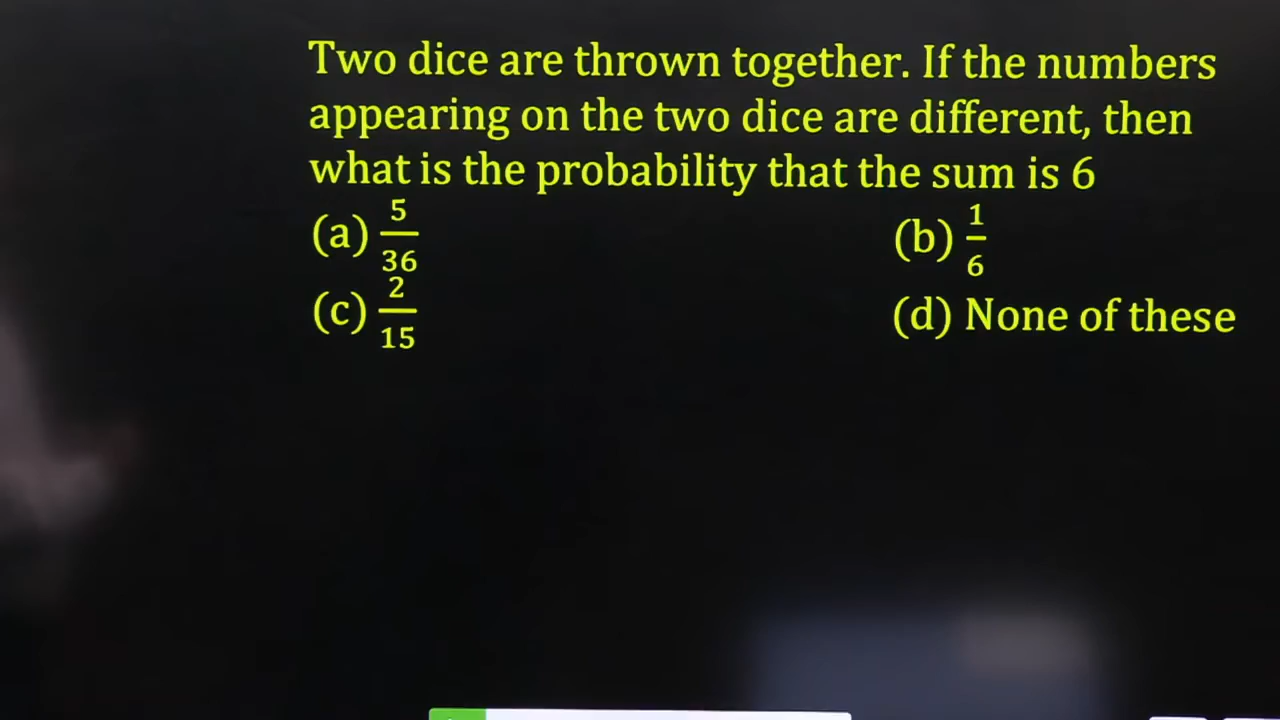 Two dice are thrown together. If the numbers
appearing on the two dice are different, then
what is the probability that the sum is 6
(a) 5/36 (b) 1/6
(c) 2/15 (d) None of these